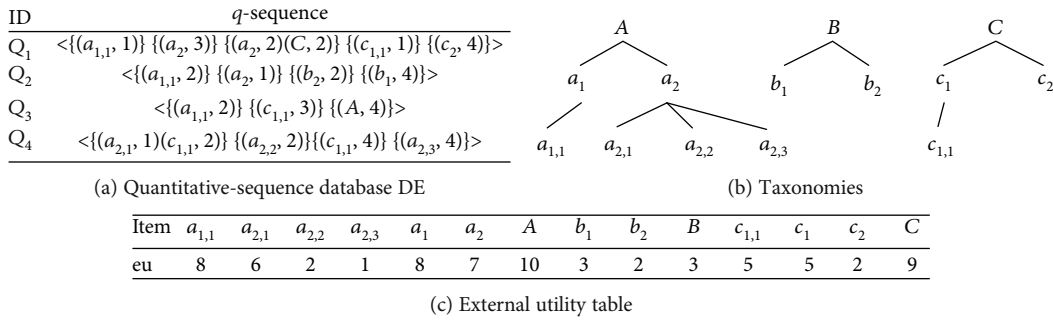 ID q-sequence
Q₁ <{(a₁,₁, 1)} {(a₂, 3)} {(a₂, 2)(C, 2)} {(c₁,₁, 1)} {(c₂, 4)}>
Q₂ <{(a₁,₁, 2)} {(a₂, 1)} {(b₂, 2)} {(b₁, 4)}>
Q₃ <{(a₁,₁, 2)} {(c₁,₁, 3)} {(A, 4)}>
Q₄ <{(a₂,₁, 1)(c₁,₁, 2)} {(a₂,₂, 2)}{(c₁,₁, 4)} {(a₂,₃, 4)}>
(a) Quantitative-sequence database DE
A B C
a₁ a₂ b₁ b₂ c₁ c₂
a₁,₁ a₂,₁ a₂,₂ a₂,₃ c₁,₁
(b) Taxonomies
Item a₁,₁ a₂,₁ a₂,₂ a₂,₃ a₁ a₂ A b₁ b₂ B c₁,₁ c₁ c₂ C
eu 8 6 2 1 8 7 10 3 2 3 5 5 2 9
(c) External utility table